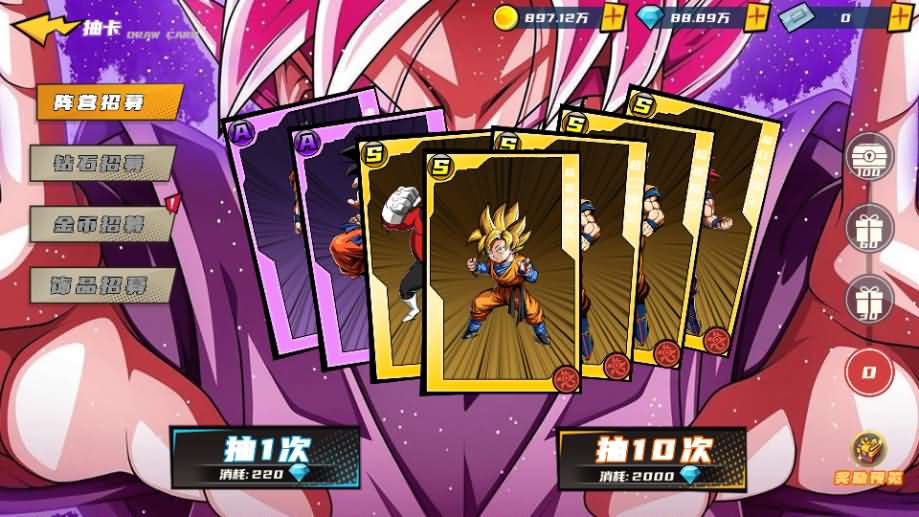 抽卡 DRAW CARD
897.12万
88.89万
0
阵营招募
钻石招募
金币招募
饰品招募
!
A
A
S
S
S
S
S
100
60
30
0
抽1次
消耗:220
抽10次
消耗:2000
奖励预览